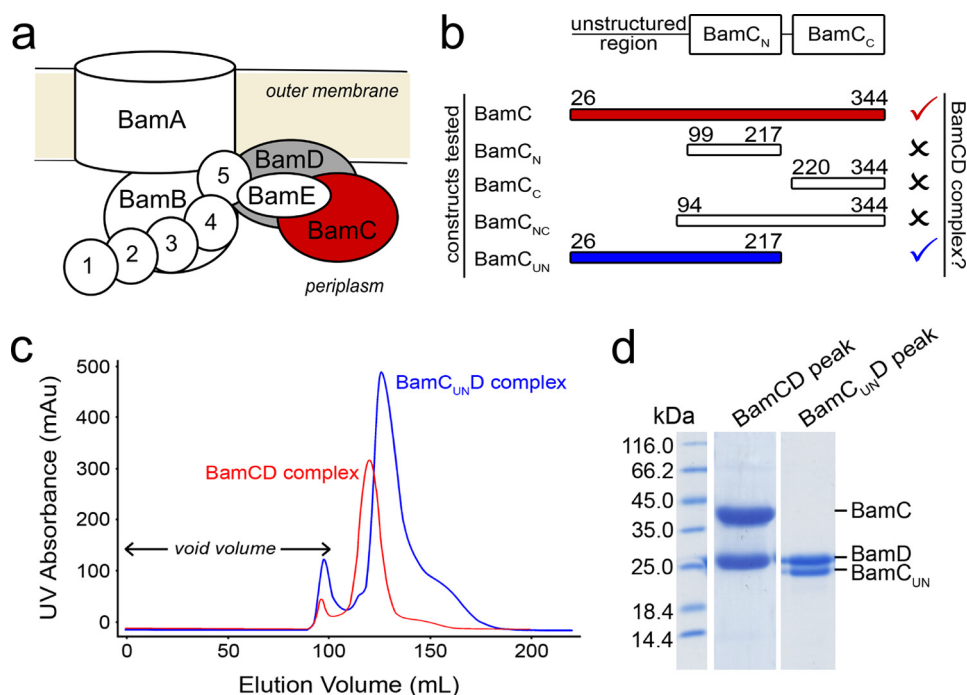 a
outer membrane
BamA
BamD
5
BamE
BamB
4
BamC
3
2
1
periplasm
b
unstructured
region
BamCN
BamCC
constructs tested
BamCD complex?
26 344
BamC
99 217
BamCN
220 344
BamCC
94 344
BamCNC
26 217
BamCUN
c
UV Absorbance (mAu)
500
400
300
200
100
0
BamCUND complex
BamCD complex
void volume
0 100 150 200
Elution Volume (mL)
d
kDa
BamCD peak
BamCUND peak
116.0
66.2
45.0
35.0
25.0
18.4
14.4
BamC
BamD
BamCUN